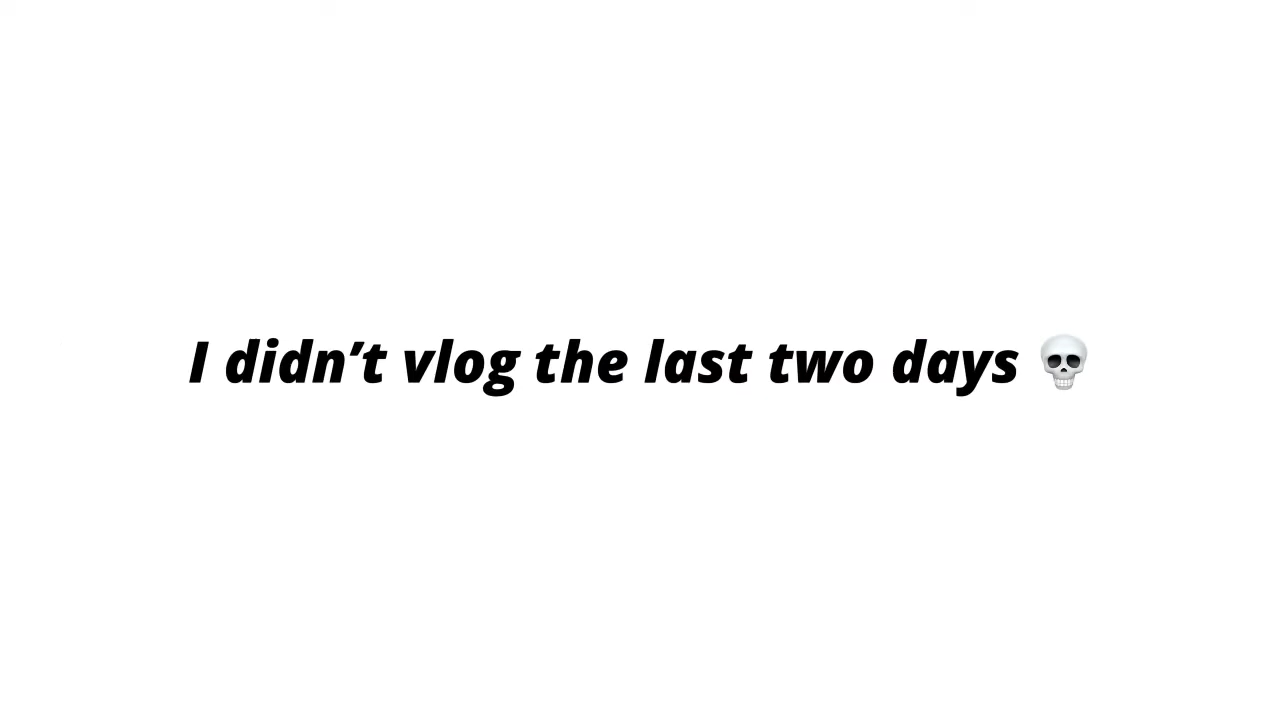 I didn’t vlog the last two days 💀